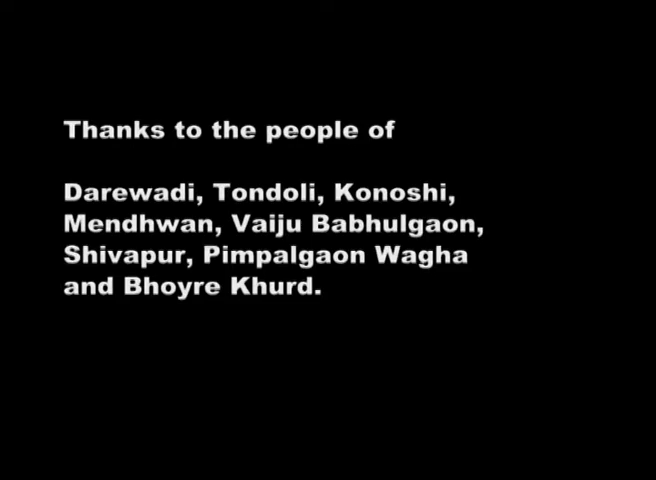 Thanks to the people of
Darewadi, Tondoli, Konoshi,
Mendhwan, Vaiju Babhulgaon,
Shivapur, Pimpalgaon Wagha
and Bhoyre Khurd.